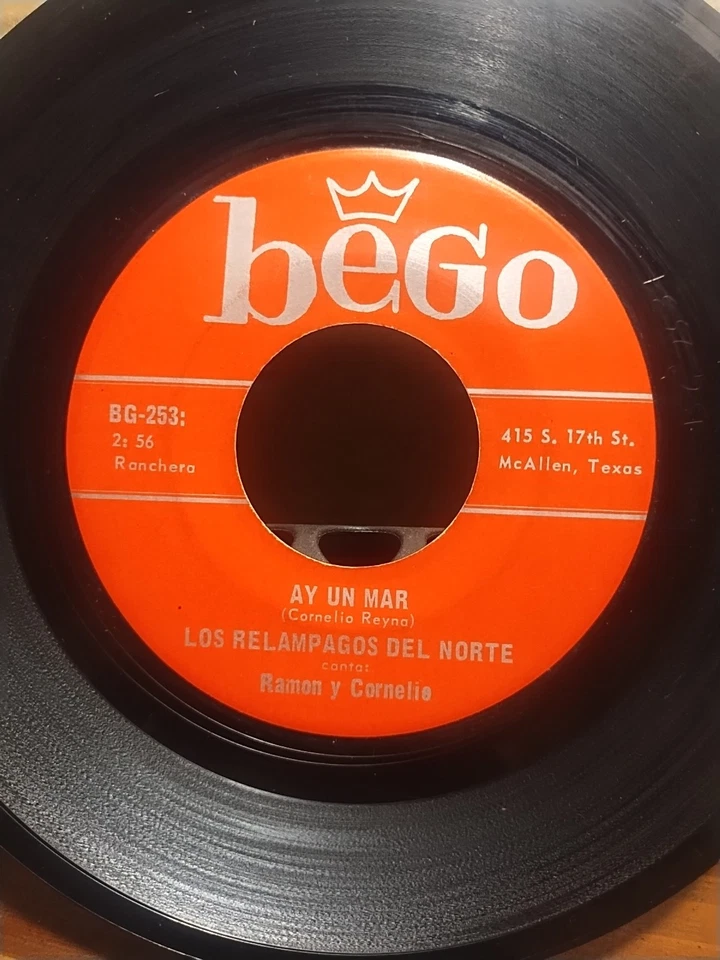 bego
BG-253:
2: 56
Ranchera
415 S. 17th St.
McAllen, Texas
AY UN MAR
(Cornelio Reyna)
LOS RELAMPAGOS DEL NORTE
canta:
Ramon y Cornelio